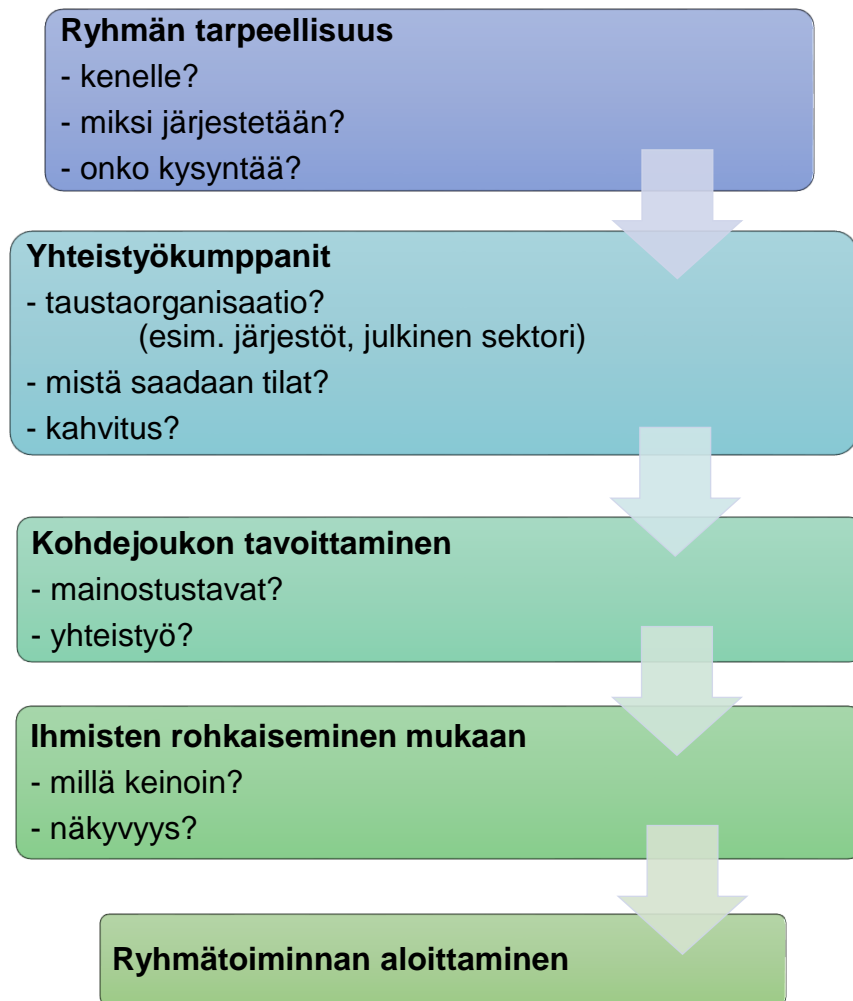 Ryhmän tarpeellisuus
- kenelle?
- miksi järjestetään?
- onko kysyntää?
Yhteistyökumppanit
- taustaorganisaatio?
(esim. järjestöt, julkinen sektori)
- mistä saadaan tilat?
- kahvitus?
Kohdejoukon tavoittaminen
- mainostustavat?
- yhteistyö?
Ihmisten rohkaiseminen mukaan
- millä keinoin?
- näkyvyys?
Ryhmätoiminnan aloittaminen